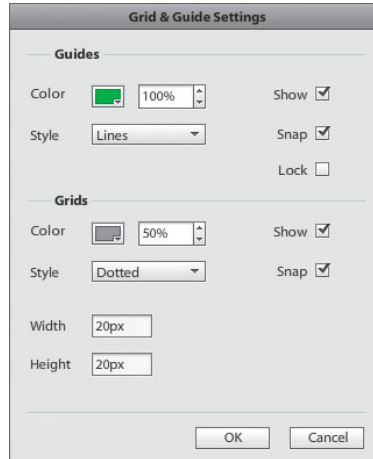 Grid & Guide Settings
Guides
Color 100% Show
Style Lines Snap
Lock
Grids
Color 50% Show
Style Dotted Snap
Width 20px
Height 20px
OK Cancel